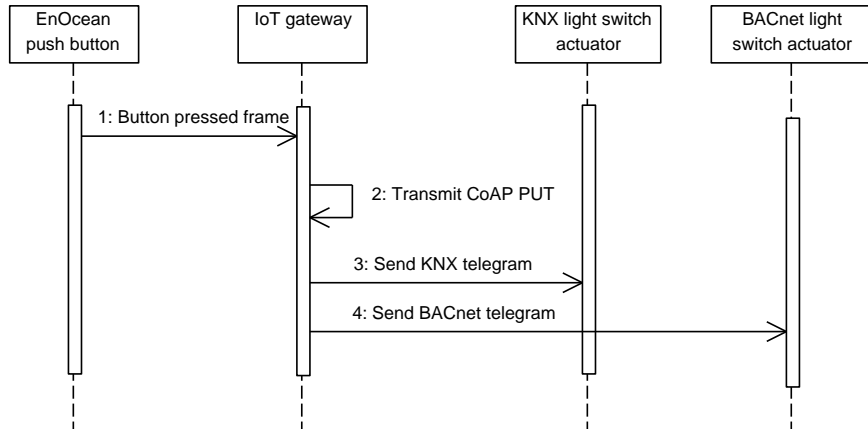 EnOcean
push button
IoT gateway
KNX light switch
actuator
BACnet light
switch actuator
1: Button pressed frame
2: Transmit CoAP PUT
3: Send KNX telegram
4: Send BACnet telegram